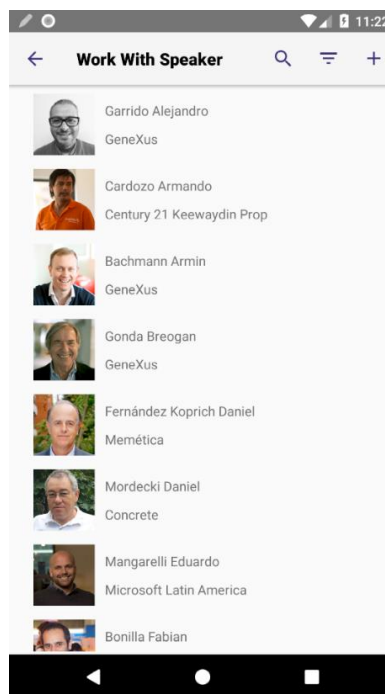 11:22
Work With Speaker
Garrido Alejandro
GeneXus
Cardozo Armando
Century 21 Keewaydin Prop
Bachmann Armin
GeneXus
Gonda Breogan
GeneXus
Fernández Koprich Daniel
Memética
Mordecki Daniel
Concrete
Mangarelli Eduardo
Microsoft Latin America
Bonilla Fabian